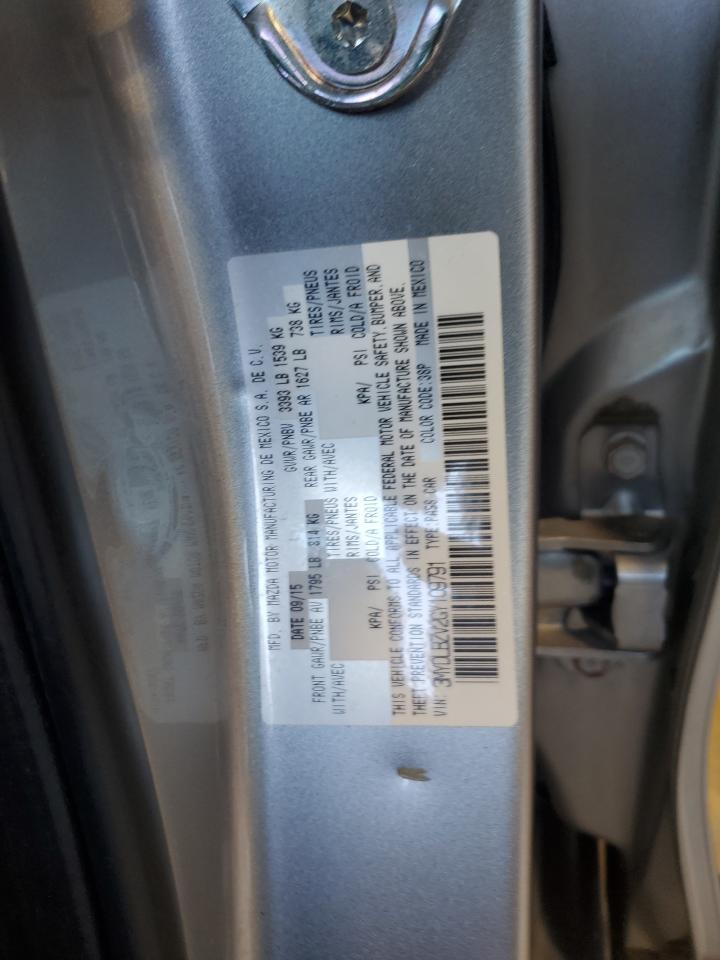 MFD. BY MAZDA MOTOR MANUFACTURING DE MEXICO S.A. DE C.V.
DATE 09/15 GVWR/PNBV 3393 LB 1539 KG
FRONT GAWR/PNBE AV 1795 LB 814 KG REAR GAWR/PNBE AR 1627 LB 738 KG
WITH/AVEC TIRES/PNEUS WITH/AVEC TIRES/PNEUS
RIMS/JANTES RIMS/JANTES
KPA/ PSI COLD/A FROID KPA/ PSI COLD/A FROID
THIS VEHICLE CONFORMS TO ALL APPLICABLE FEDERAL MOTOR VEHICLE SAFETY, BUMPER, AND
THEFT PREVENTION STANDARDS IN EFFECT ON THE DATE OF MANUFACTURE SHOWN ABOVE.
VIN: TYPE:PASS CAR COLOR CODE:38P MADE IN MEXICO